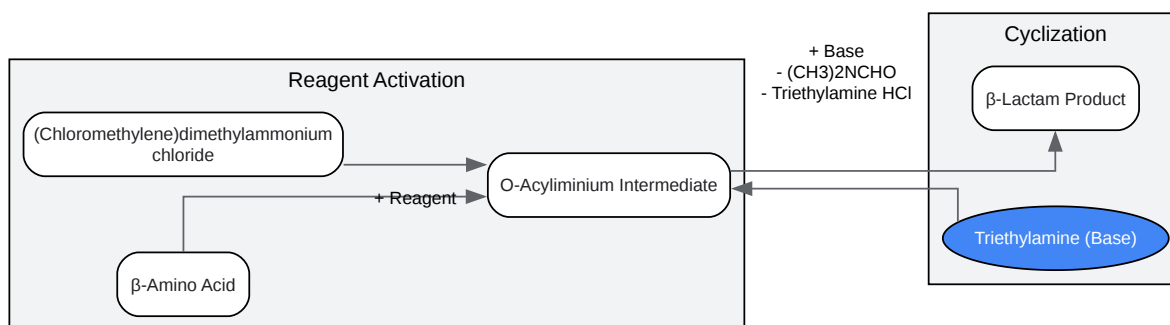 Reagent Activation
(Chloromethylene)dimethylammonium
chloride
+ Reagent
β-Amino Acid
O-Acyliminium Intermediate
+ Base
- (CH3)2NCHO
- Triethylamine HCl
Cyclization
β-Lactam Product
Triethylamine (Base)